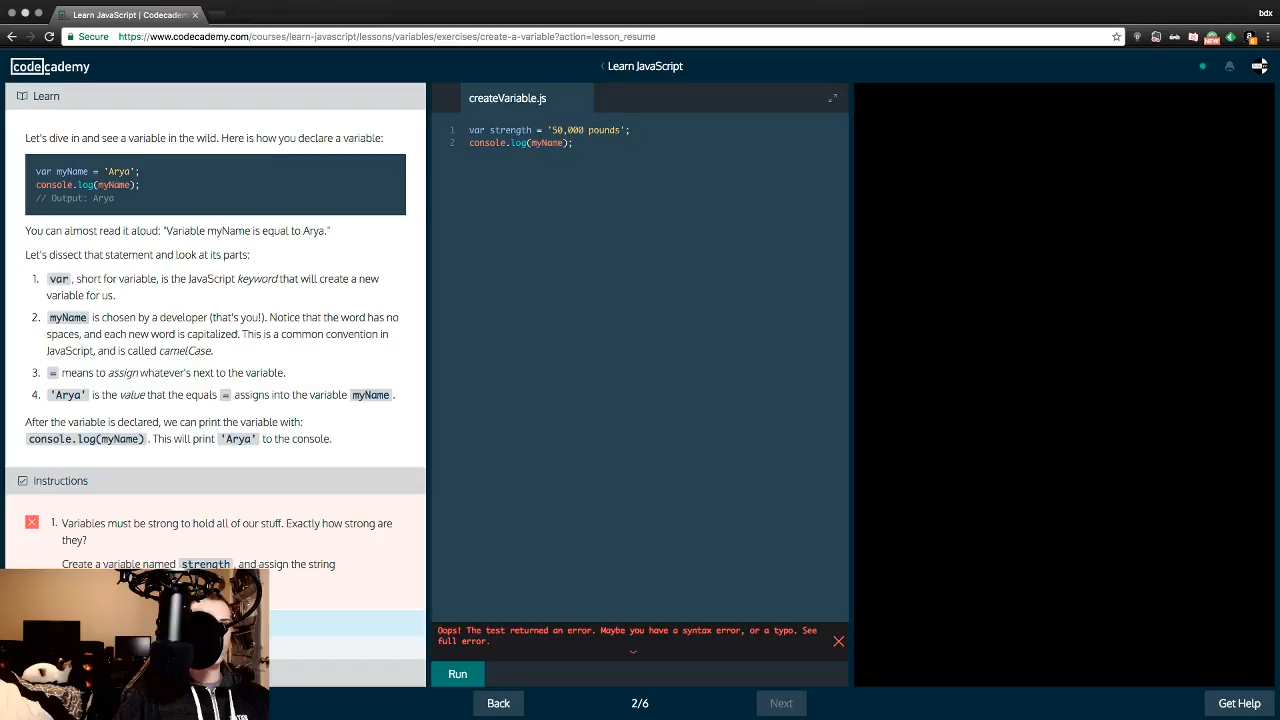 Learn JavaScript | Codecadem
bdx
Secure
https://www.codecademy.com/courses/learn-javascript/lessons/variables/exercises/create-a-variable?action=lesson_resume
NEW
codecademy
Learn JavaScript
Learn
Let's dive in and see a variable in the wild. Here is how you declare a variable:
var myName = 'Arya';
console.log(myName);
// Output: Arya
You can almost read it aloud: "Variable myName is equal to Arya."
Let's dissect that statement and look at its parts:
1. var, short for variable, is the JavaScript keyword that will create a new
variable for us.
2. myName is chosen by a developer (that's you!). Notice that the word has no
spaces, and each new word is capitalized. This is a common convention in
JavaScript, and is called camelCase.
3. = means to assign whatever's next to the variable.
4. 'Arya' is the value that the equals = assigns into the variable myName.
After the variable is declared, we can print the variable with:
console.log(myName). This will print 'Arya' to the console.
Instructions
1. Variables must be strong to hold all of our stuff. Exactly how strong are
they?
Create a variable named strength, and assign the string
createVariable.js
1 var strength = '50,000 pounds';
2 console.log(myName);
Oops! The test returned an error. Maybe you have a syntax error, or a typo. See
full error.
Run
Back
2/6
Next
Get Help